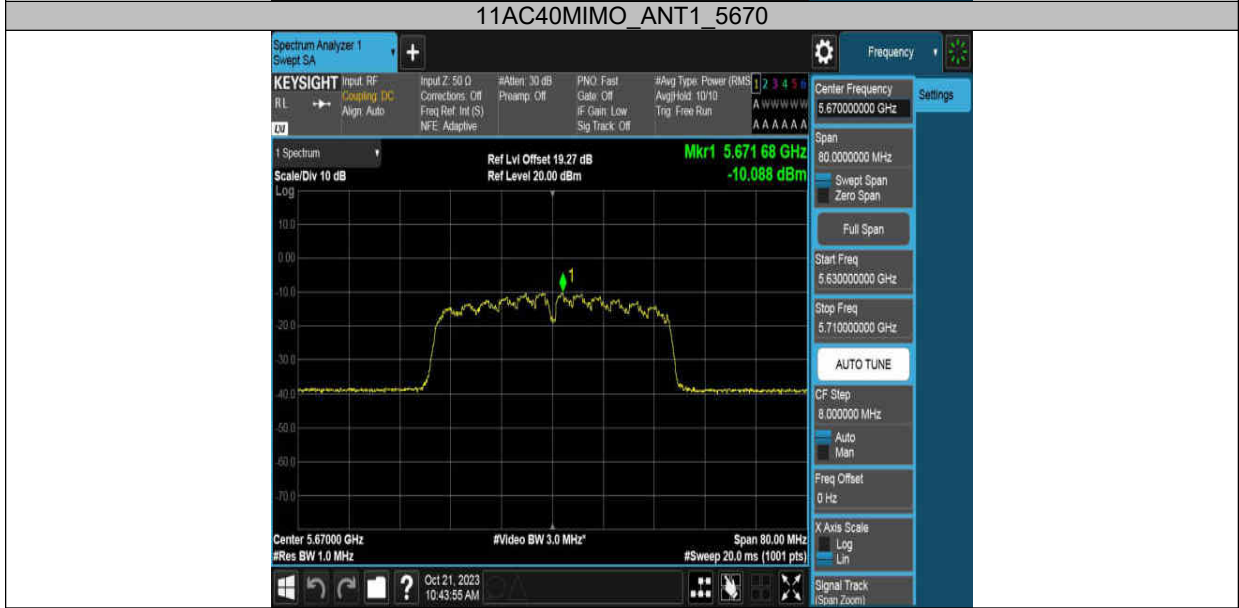 11AC40MIMO_ANT1_5670
Spectrum Analyzer 1
Swept SA
Frequency
KEYSIGHT
RL
LXI
Input: RF
Coupling: DC
Align: Auto
Input Z: 50 Ω
Corrections: Off
Freq Ref: Int (S)
NFE: Adaptive
#Atten: 30 dB
Preamp: Off
PNO: Fast
Gate: Off
IF Gain: Low
Sig Track: Off
#Avg Type: Power (RMS
Avg|Hold: 10/10
Trig: Free Run
1 2 3 4 5 6
A W W W W W
A A A A A A
1 Spectrum
Scale/Div 10 dB
Log
Ref Lvl Offset 19.27 dB
Ref Level 20.00 dBm
Mkr1 5.671 68 GHz
-10.088 dBm
10.0
0.00
-10.0
-20.0
-30.0
-40.0
-50.0
-60.0
-70.0
1
Center 5.67000 GHz
#Res BW 1.0 MHz
#Video BW 3.0 MHz*
Span 80.00 MHz
#Sweep 20.0 ms (1001 pts)
?
Oct 21, 2023
10:43:55 AM
Center Frequency
5.670000000 GHz
Settings
Span
80.0000000 MHz
Swept Span
Zero Span
Full Span
Start Freq
5.630000000 GHz
Stop Freq
5.710000000 GHz
AUTO TUNE
CF Step
8.000000 MHz
Auto
Man
Freq Offset
0 Hz
X Axis Scale
Log
Lin
Signal Track
(Span Zoom)